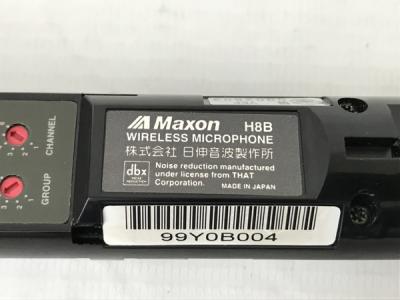 Maxon H8B
WIRELESS MICROPHONE
株式会社 日伸音波製作所
dbx
Noise reduction manufactured
under license from THAT
Corporation.
MADE IN JAPAN
99Y0B004
CHANNEL
GROUP